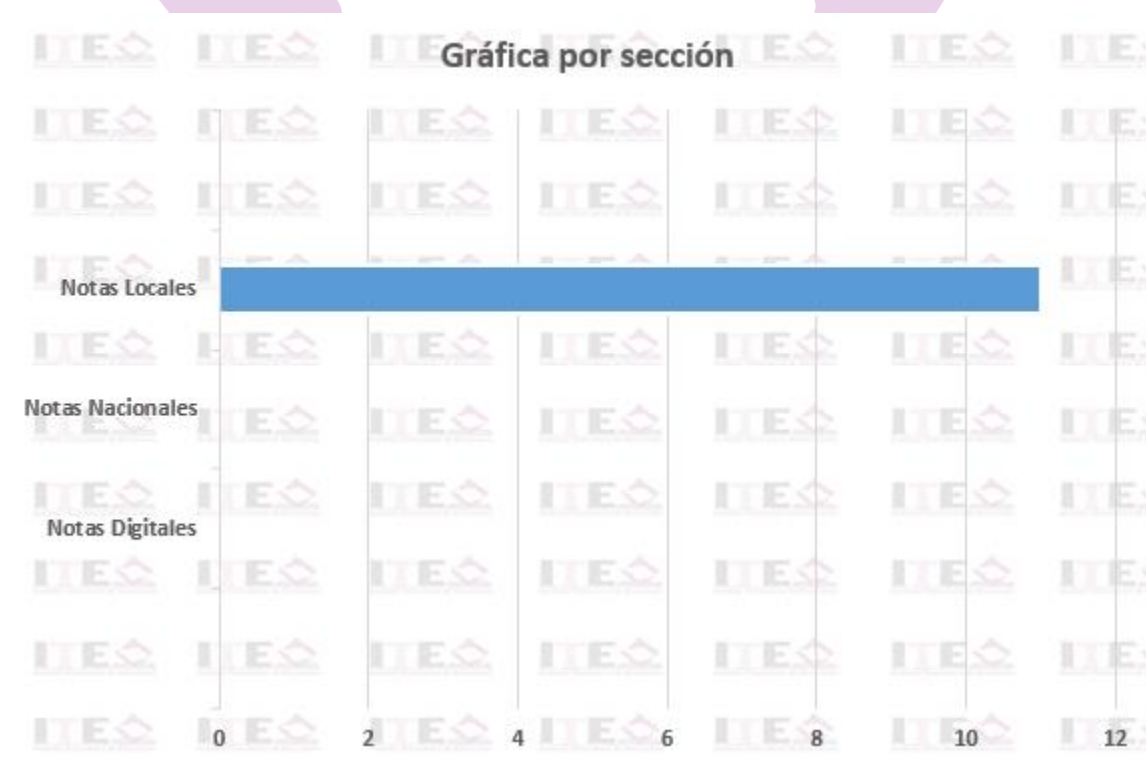 Gráfica por sección
Notas Locales
Notas Nacionales
Notas Digitales
0 2 4 6 8 10 12